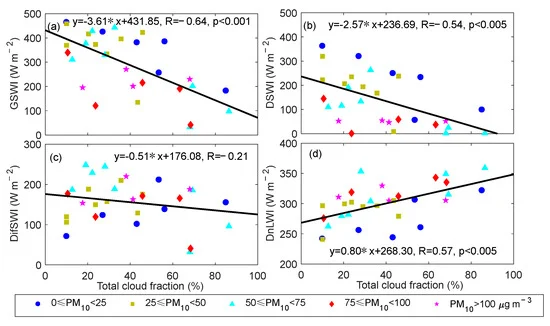 (a)
y=-3.61* x+431.85, R=− 0.64, p<0.001
GSWI (W m − 2)
500
400
300
200
100
0
(b)
y=-2.57* x+236.69, R=− 0.54, p<0.005
DSWI (W m − 2)
500
400
300
200
100
0
(c)
y=-0.51* x+176.08, R=− 0.21
DifSWI (W m − 2)
300
200
100
0
0 20 40 60 80 100
Total cloud fraction (%)
(d)
y=0.80* x+268.30, R=0.57, p<0.005
DnLWI (W m − 2)
400
350
300
250
200
0 20 40 60 80 100
Total cloud fraction (%)
0≤PM10<25 25≤PM10<50 50≤PM10<75 75≤PM10<100 PM10>100 μg m − 3